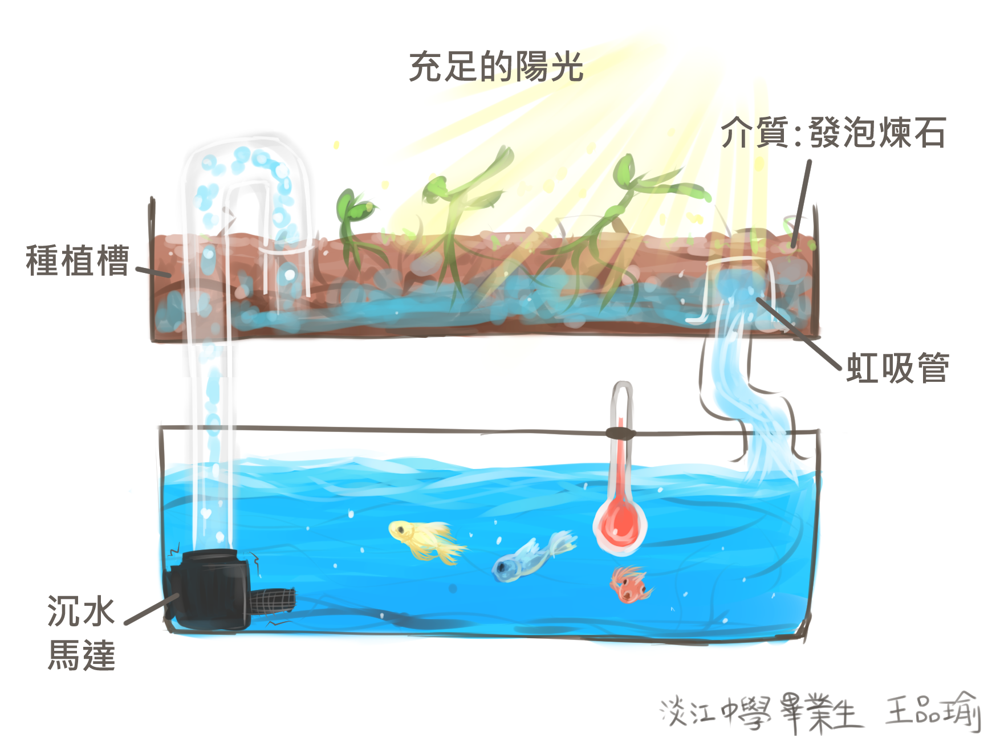 充足的陽光
介質:發泡煉石
種植槽
虹吸管
沉水
馬達
淡江中學畢業生 王品瑜